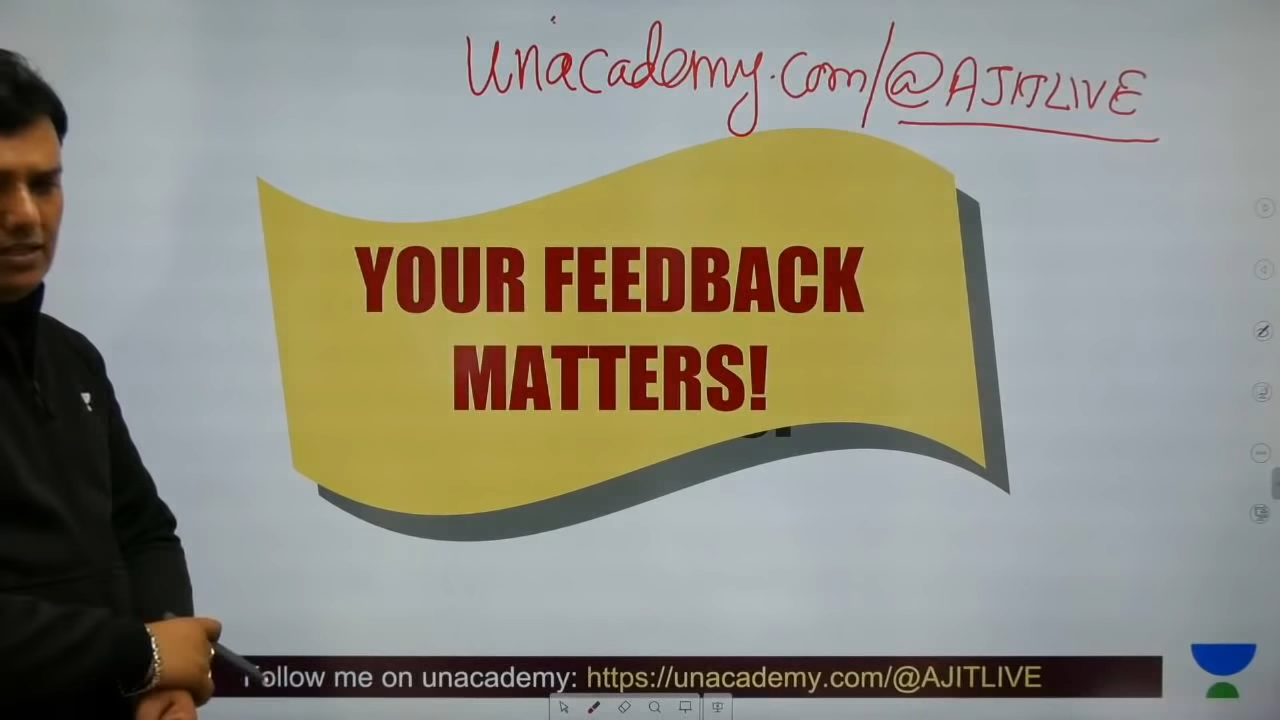 unacademy.com/@AJITLIVE
YOUR FEEDBACK
MATTERS!
Follow me on unacademy: https://unacademy.com/@AJITLIVE